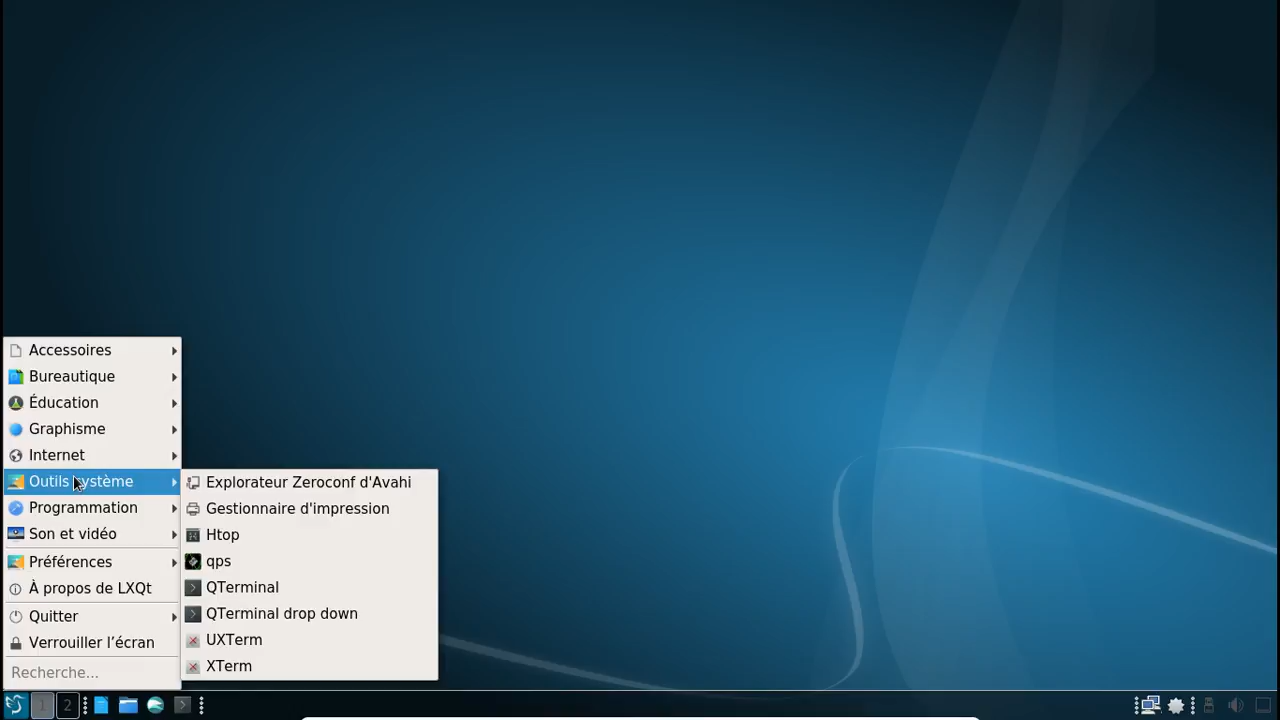 Accessoires
Bureautique
Éducation
Graphisme
Internet
Outils système
Programmation
Son et vidéo
Préférences
À propos de LXQt
Quitter
Verrouiller l’écran
Recherche...
Explorateur Zeroconf d'Avahi
Gestionnaire d'impression
Htop
qps
QTerminal
QTerminal drop down
UXTerm
XTerm
1 2